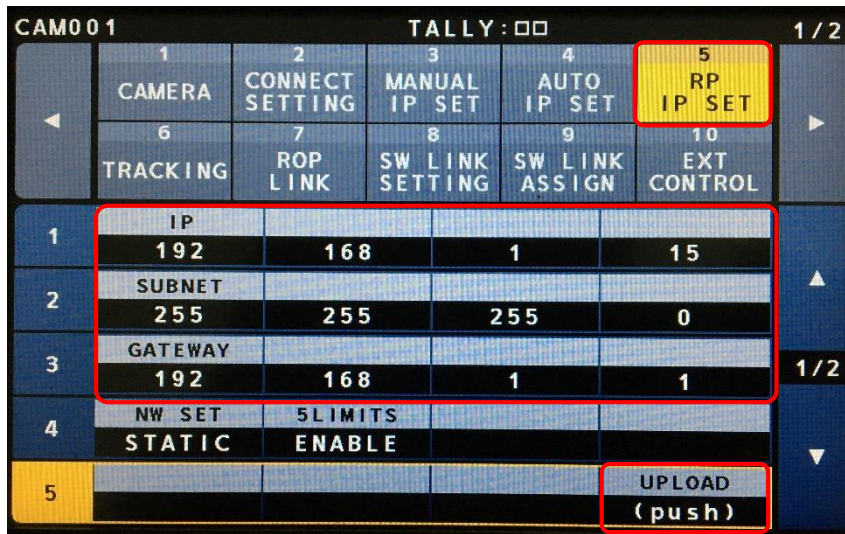 CAM001 TALLY:□□ 1/2
1 2 3 4 5
CAMERA CONNECT SETTING MANUAL IP SET AUTO IP SET RP IP SET
6 7 8 9 10
TRACKING ROP LINK SW LINK SETTING SW LINK ASSIGN EXT CONTROL
1 IP
192 168 1 15
2 SUBNET
255 255 255 0
3 GATEWAY
192 168 1 1
1/2
4 NW SET 5LIMITS
STATIC ENABLE
5 UPLOAD
(push)